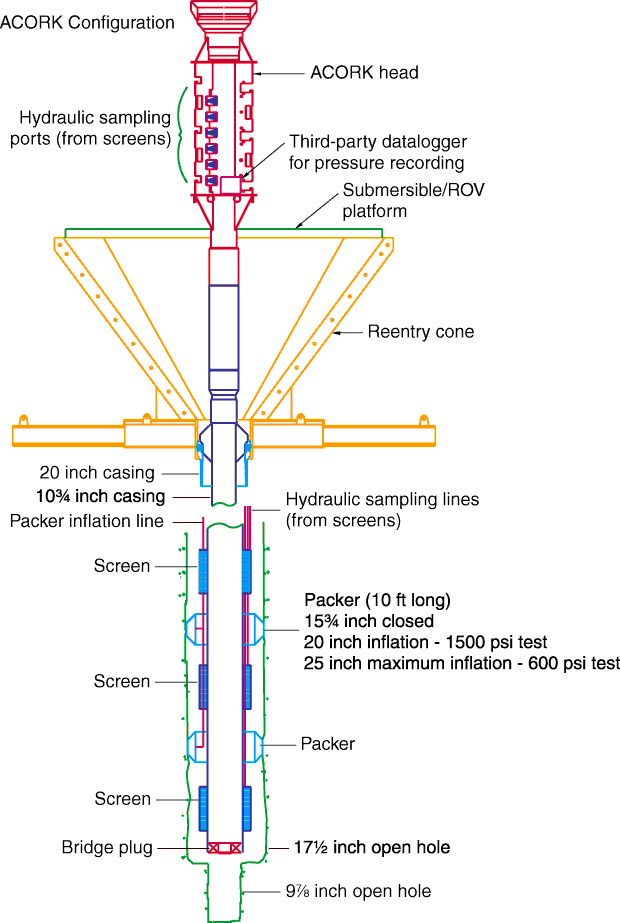 ACORK Configuration
ACORK head
Hydraulic sampling
ports (from screens)
Third-party datalogger
for pressure recording
Submersible/ROV
platform
Reentry cone
20 inch casing
10¾ inch casing
Packer inflation line
Hydraulic sampling lines
(from screens)
Screen
Packer (10 ft long)
15¾ inch closed
20 inch inflation - 1500 psi test
25 inch maximum inflation - 600 psi test
Screen
Packer
Screen
Bridge plug
17½ inch open hole
9⅞ inch open hole